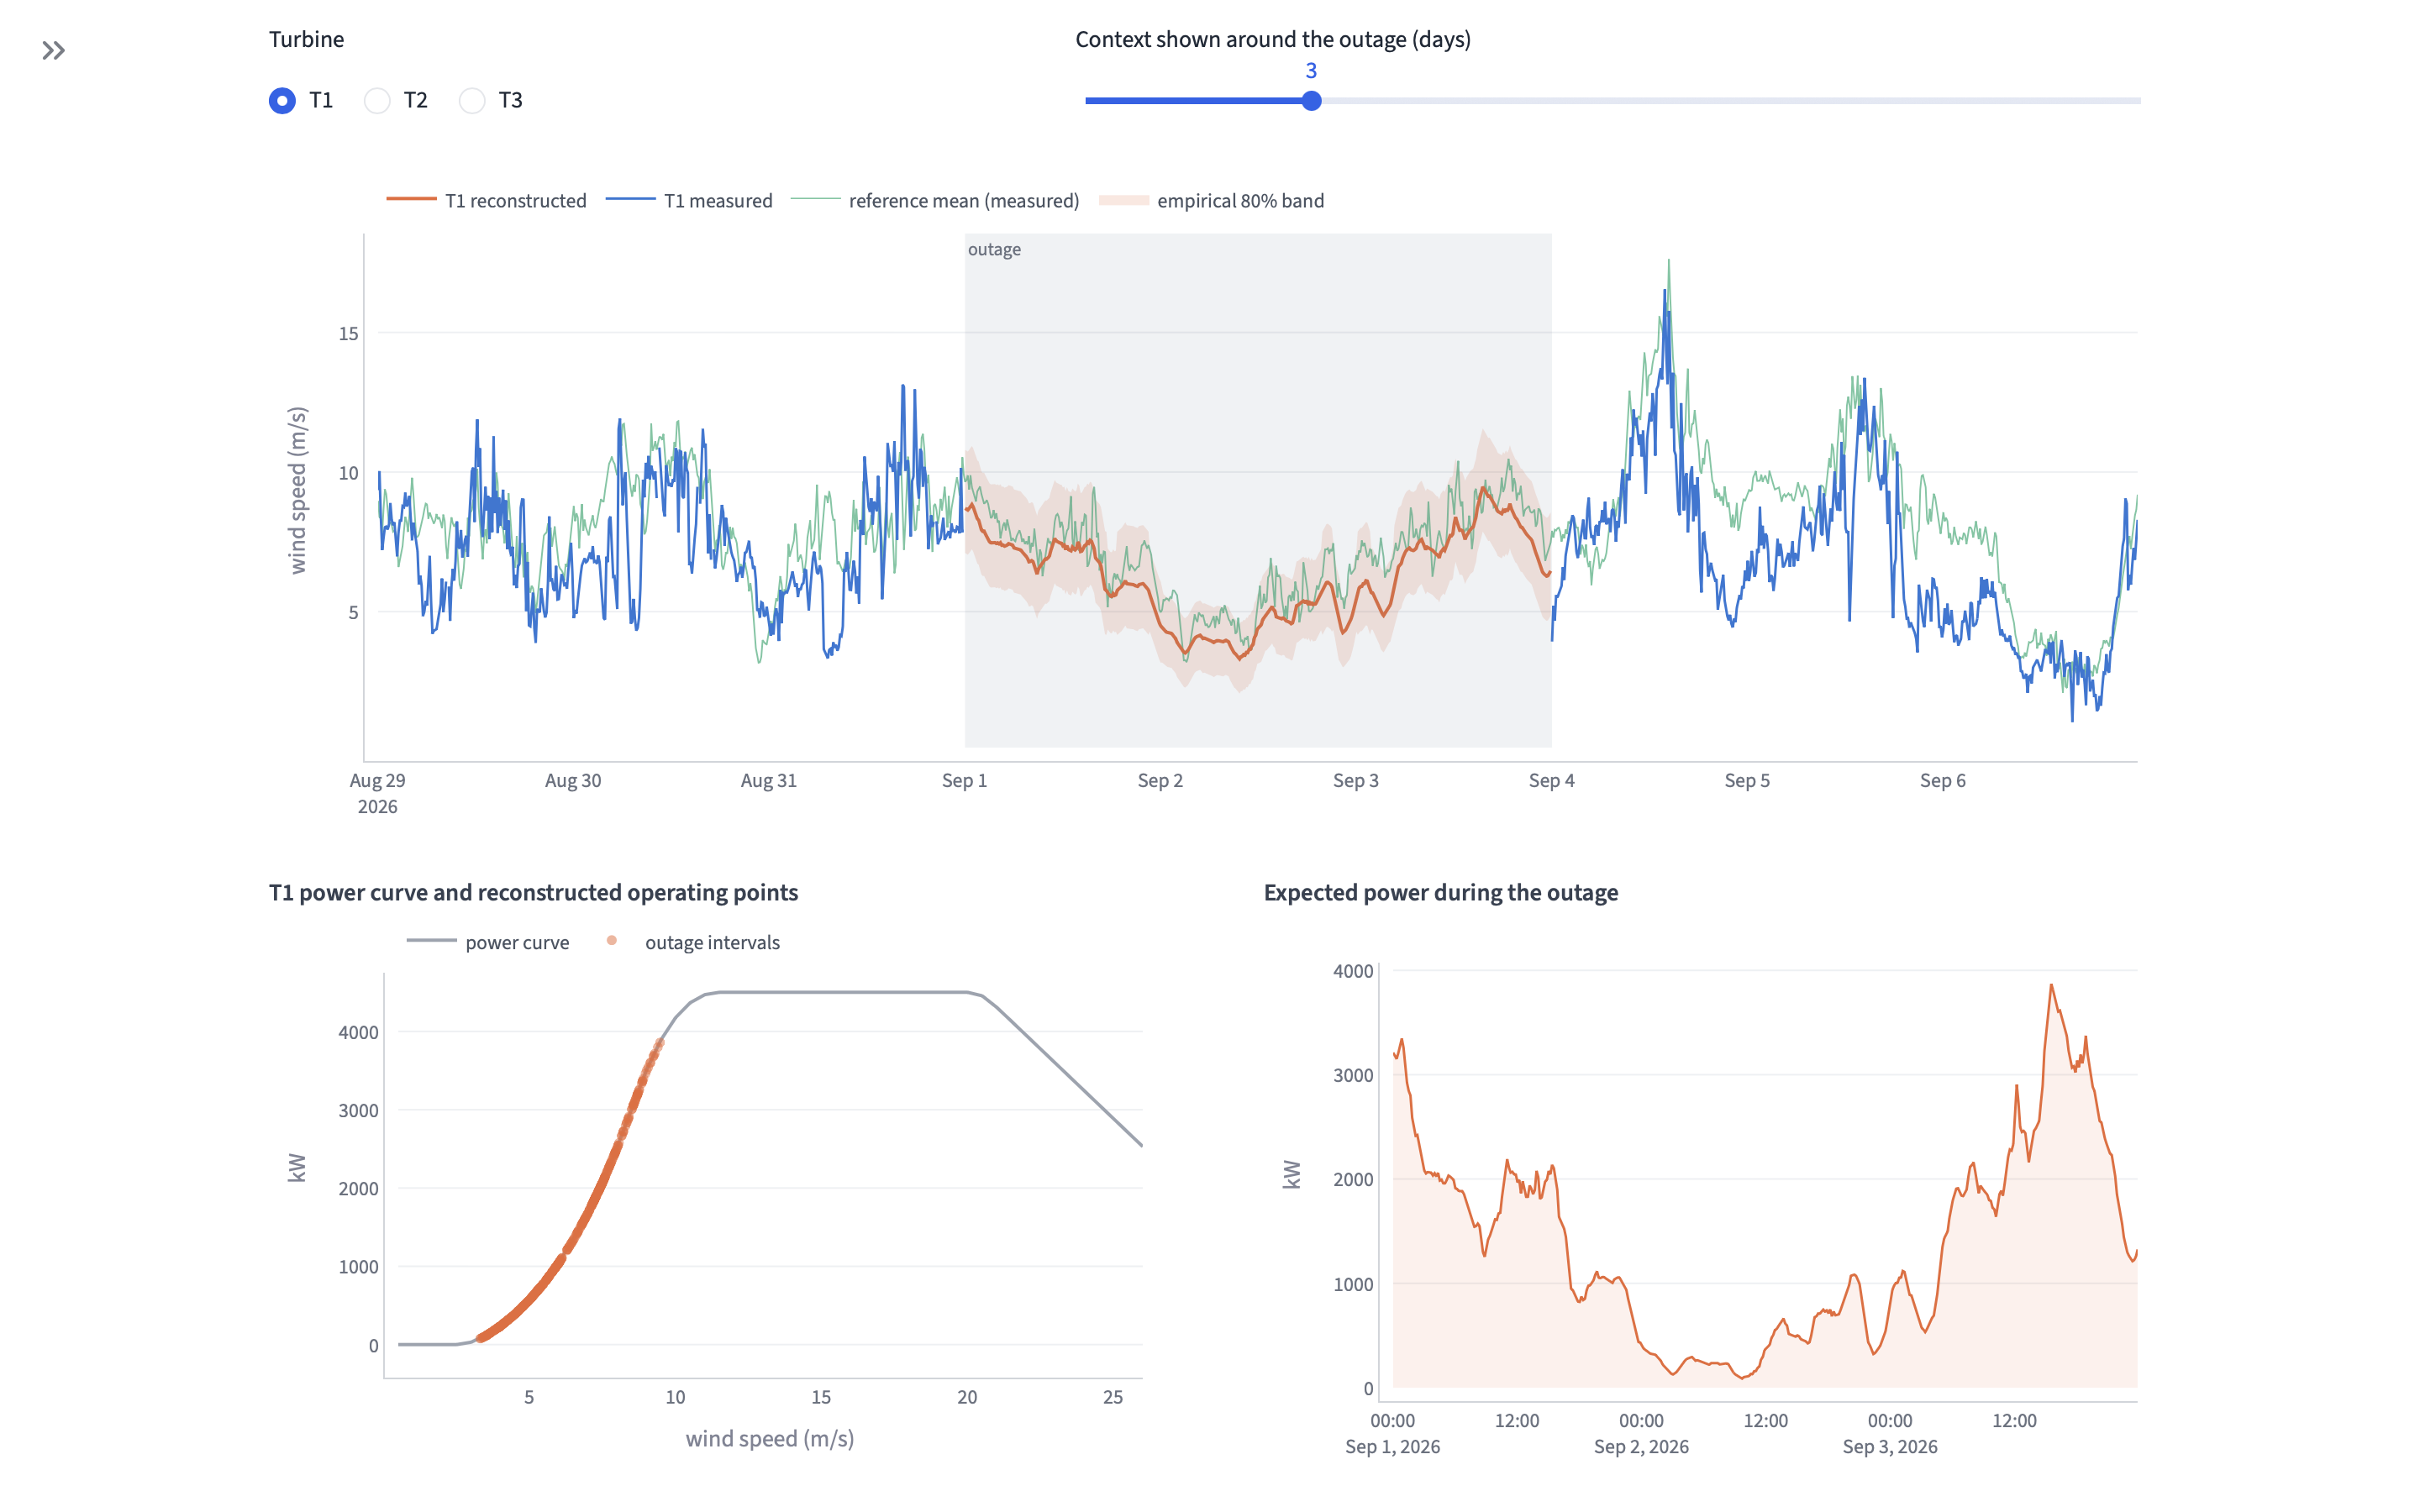 Turbine
T1 T2 T3
Context shown around the outage (days)
3
T1 reconstructed T1 measured reference mean (measured) empirical 80% band
outage
wind speed (m/s)
15
10
5
Aug 29 Aug 30 Aug 31 Sep 1 Sep 2 Sep 3 Sep 4 Sep 5 Sep 6
2026
T1 power curve and reconstructed operating points
power curve outage intervals
kW
4000
3000
2000
1000
0
5 10 15 20 25
wind speed (m/s)
Expected power during the outage
kW
4000
3000
2000
1000
0
00:00 12:00 00:00 12:00 00:00 12:00
Sep 1, 2026 Sep 2, 2026 Sep 3, 2026